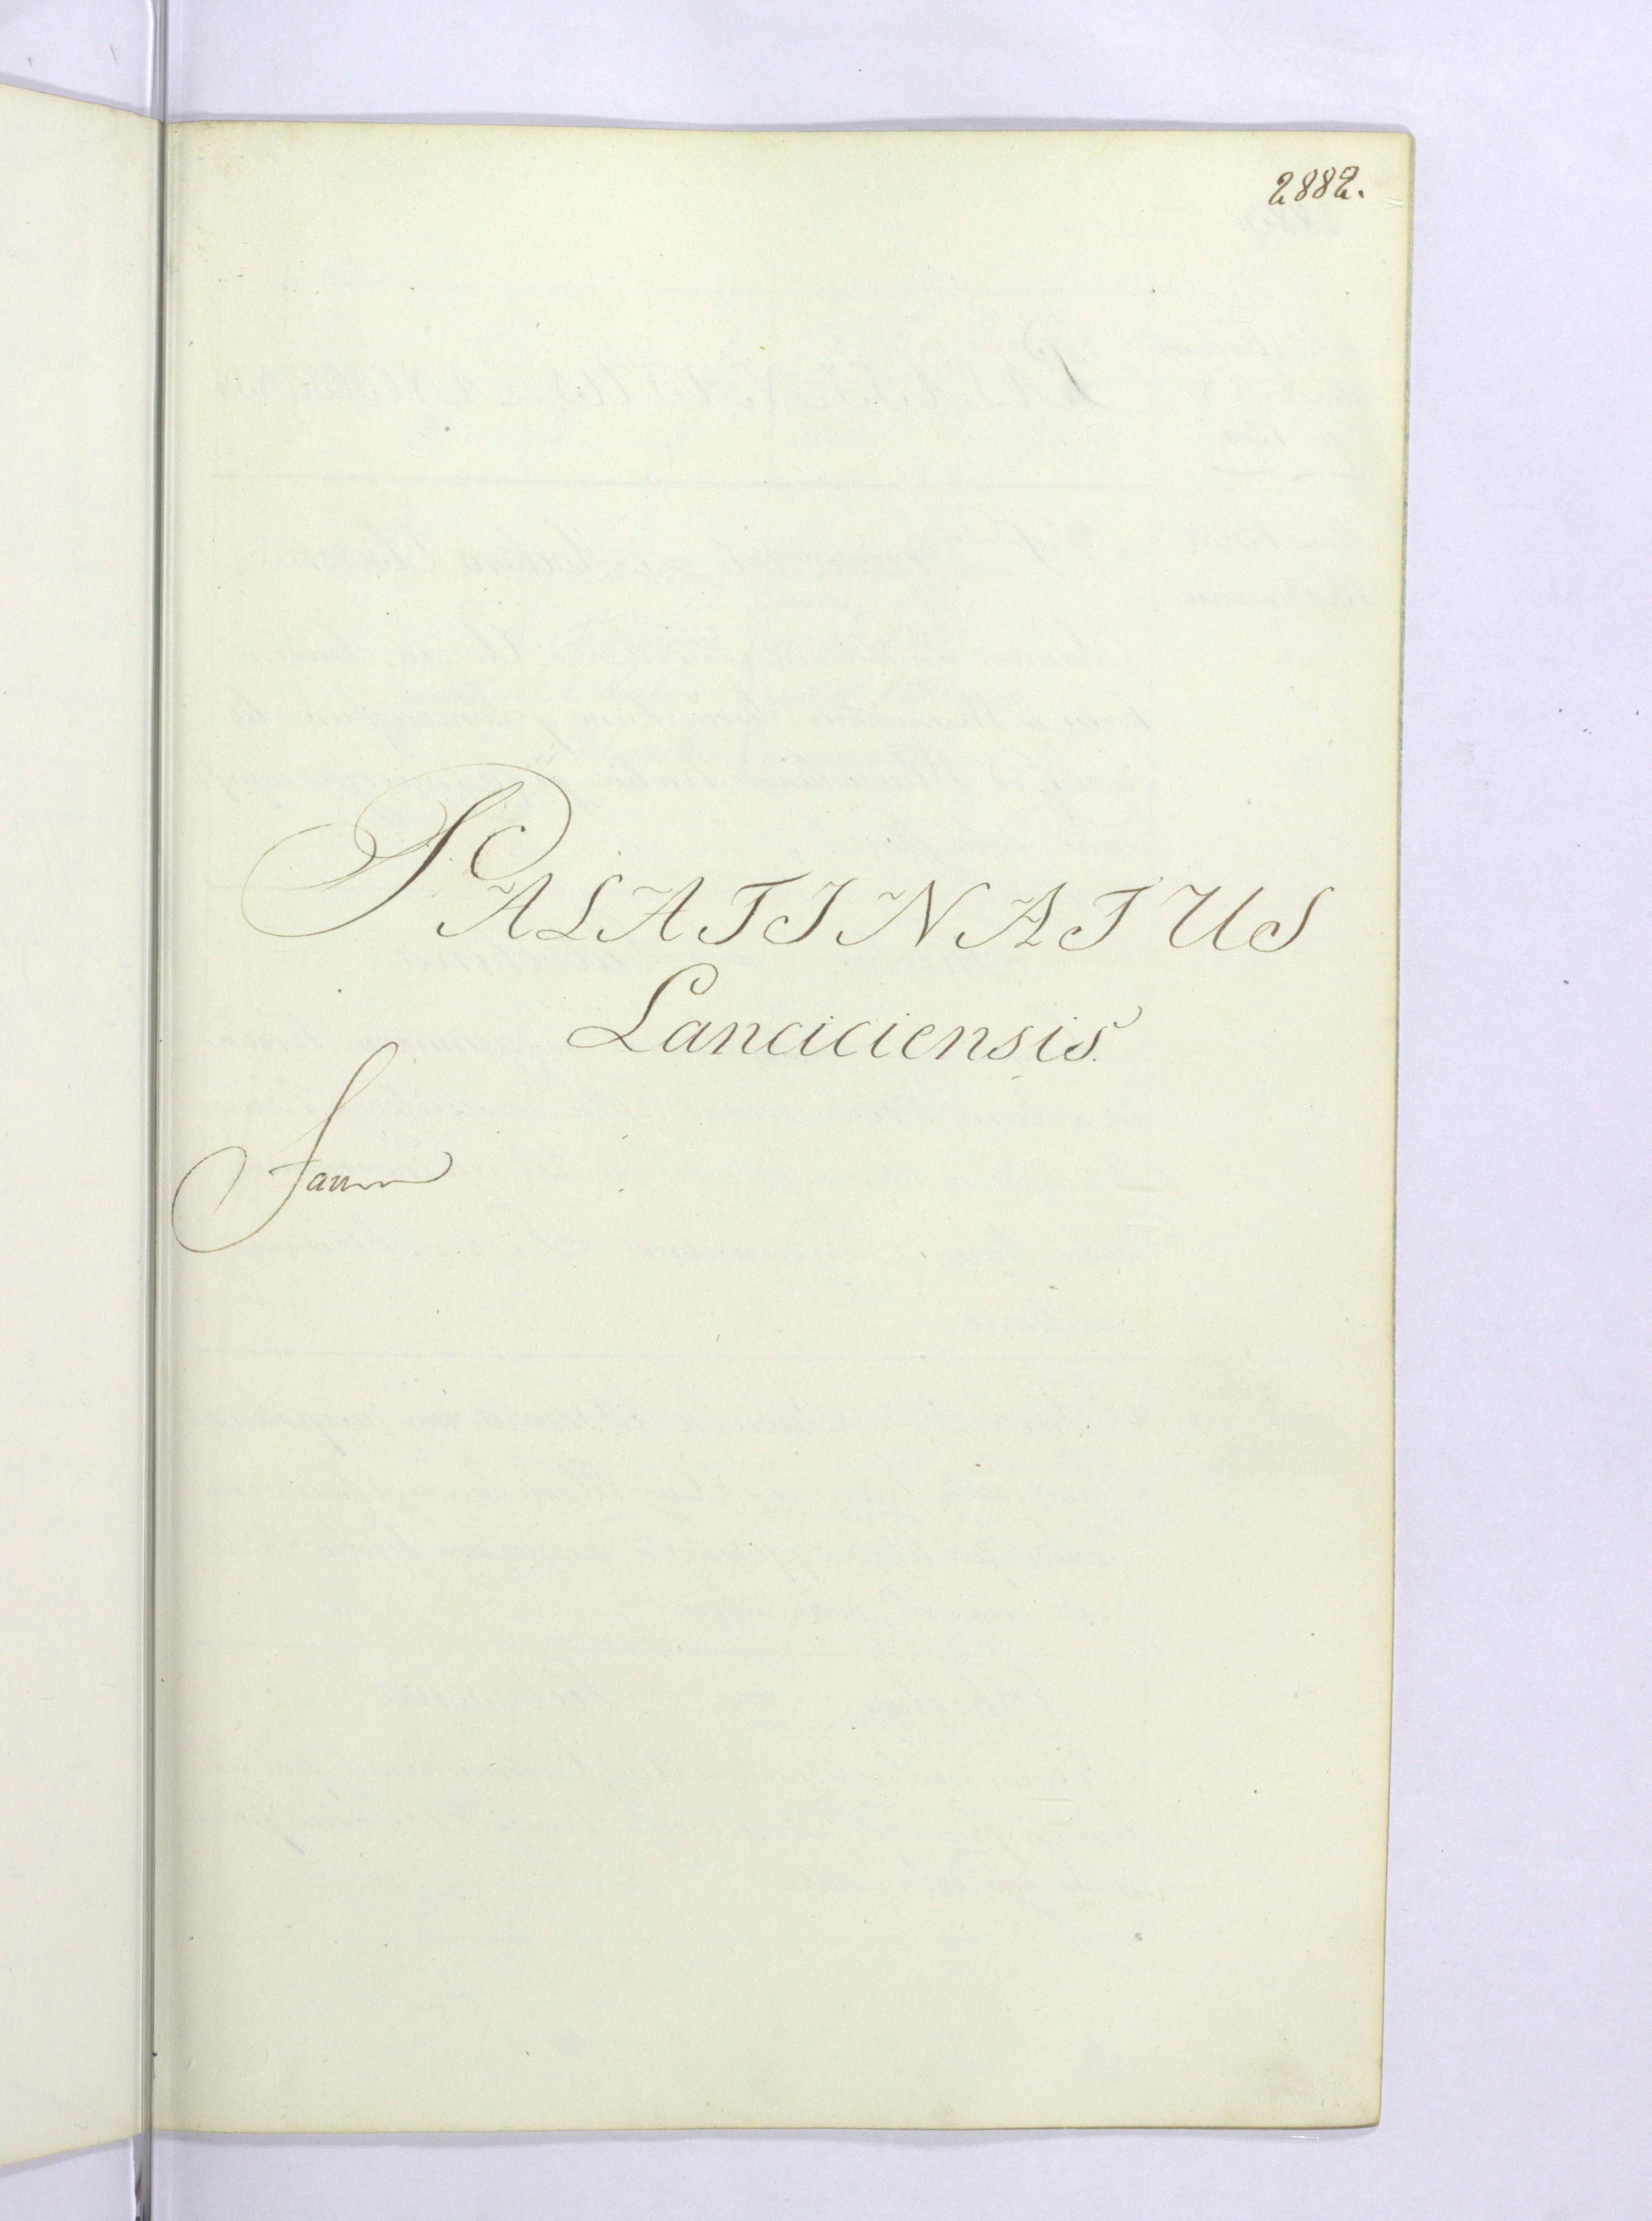 2882.
PALATINATUS
Lanciciensis.